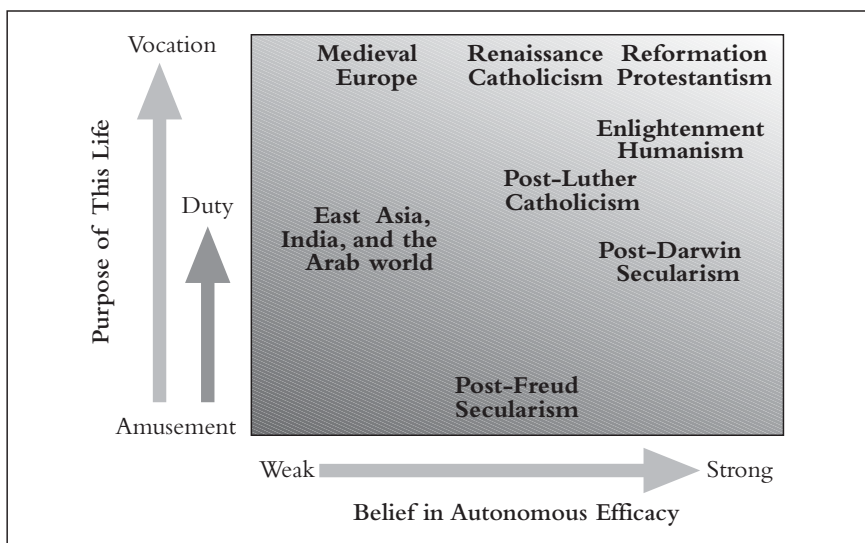 Vocation
Purpose of This Life
Duty
Amusement
Medieval
Europe
Renaissance
Catholicism
Reformation
Protestantism
Enlightenment
Humanism
Post-Luther
Catholicism
East Asia,
India, and the
Arab world
Post-Darwin
Secularism
Post-Freud
Secularism
Weak
Strong
Belief in Autonomous Efficacy